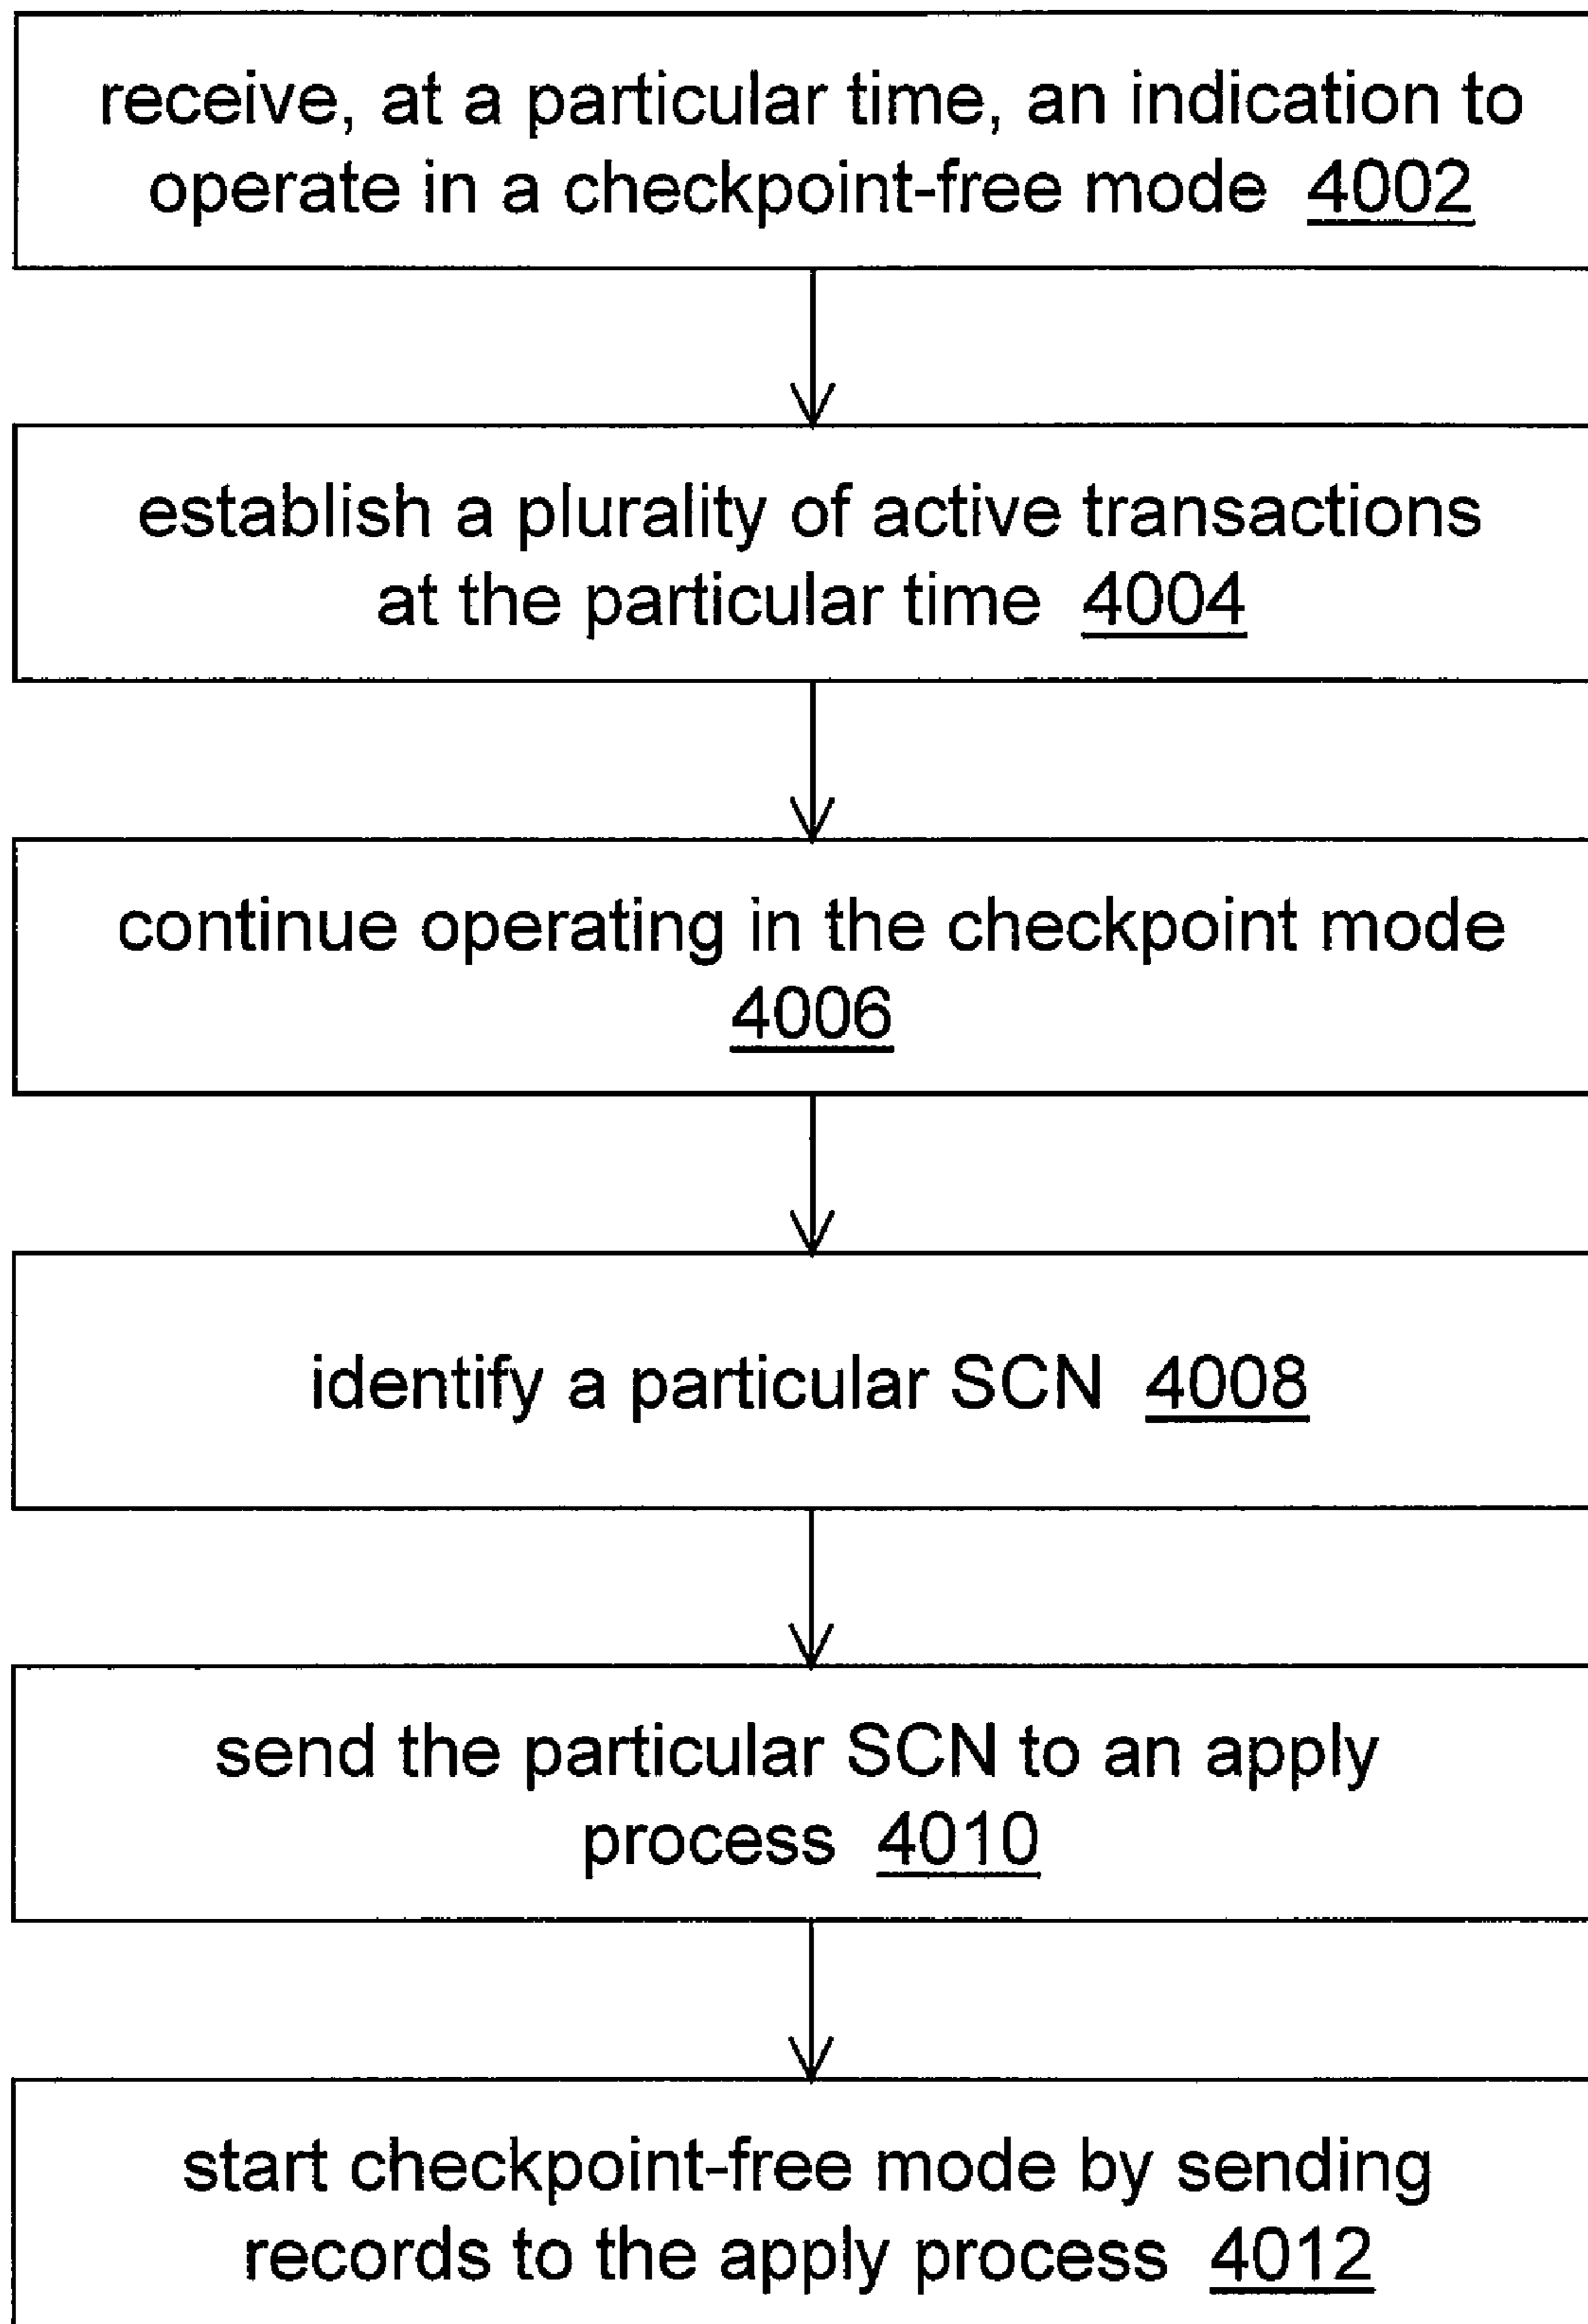 receive, at a particular time, an indication to
operate in a checkpoint-free mode 4002
establish a plurality of active transactions
at the particular time 4004
continue operating in the checkpoint mode
4006
identify a particular SCN 4008
send the particular SCN to an apply
process 4010
start checkpoint-free mode by sending
records to the apply process 4012